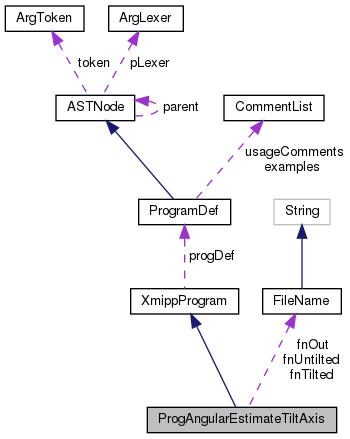 ArgToken
ArgLexer
token
pLexer
ASTNode
parent
CommentList
usageComments
examples
ProgramDef
String
progDef
XmippProgram
FileName
fnOut
fnUntilted
fnTilted
ProgAngularEstimateTiltAxis